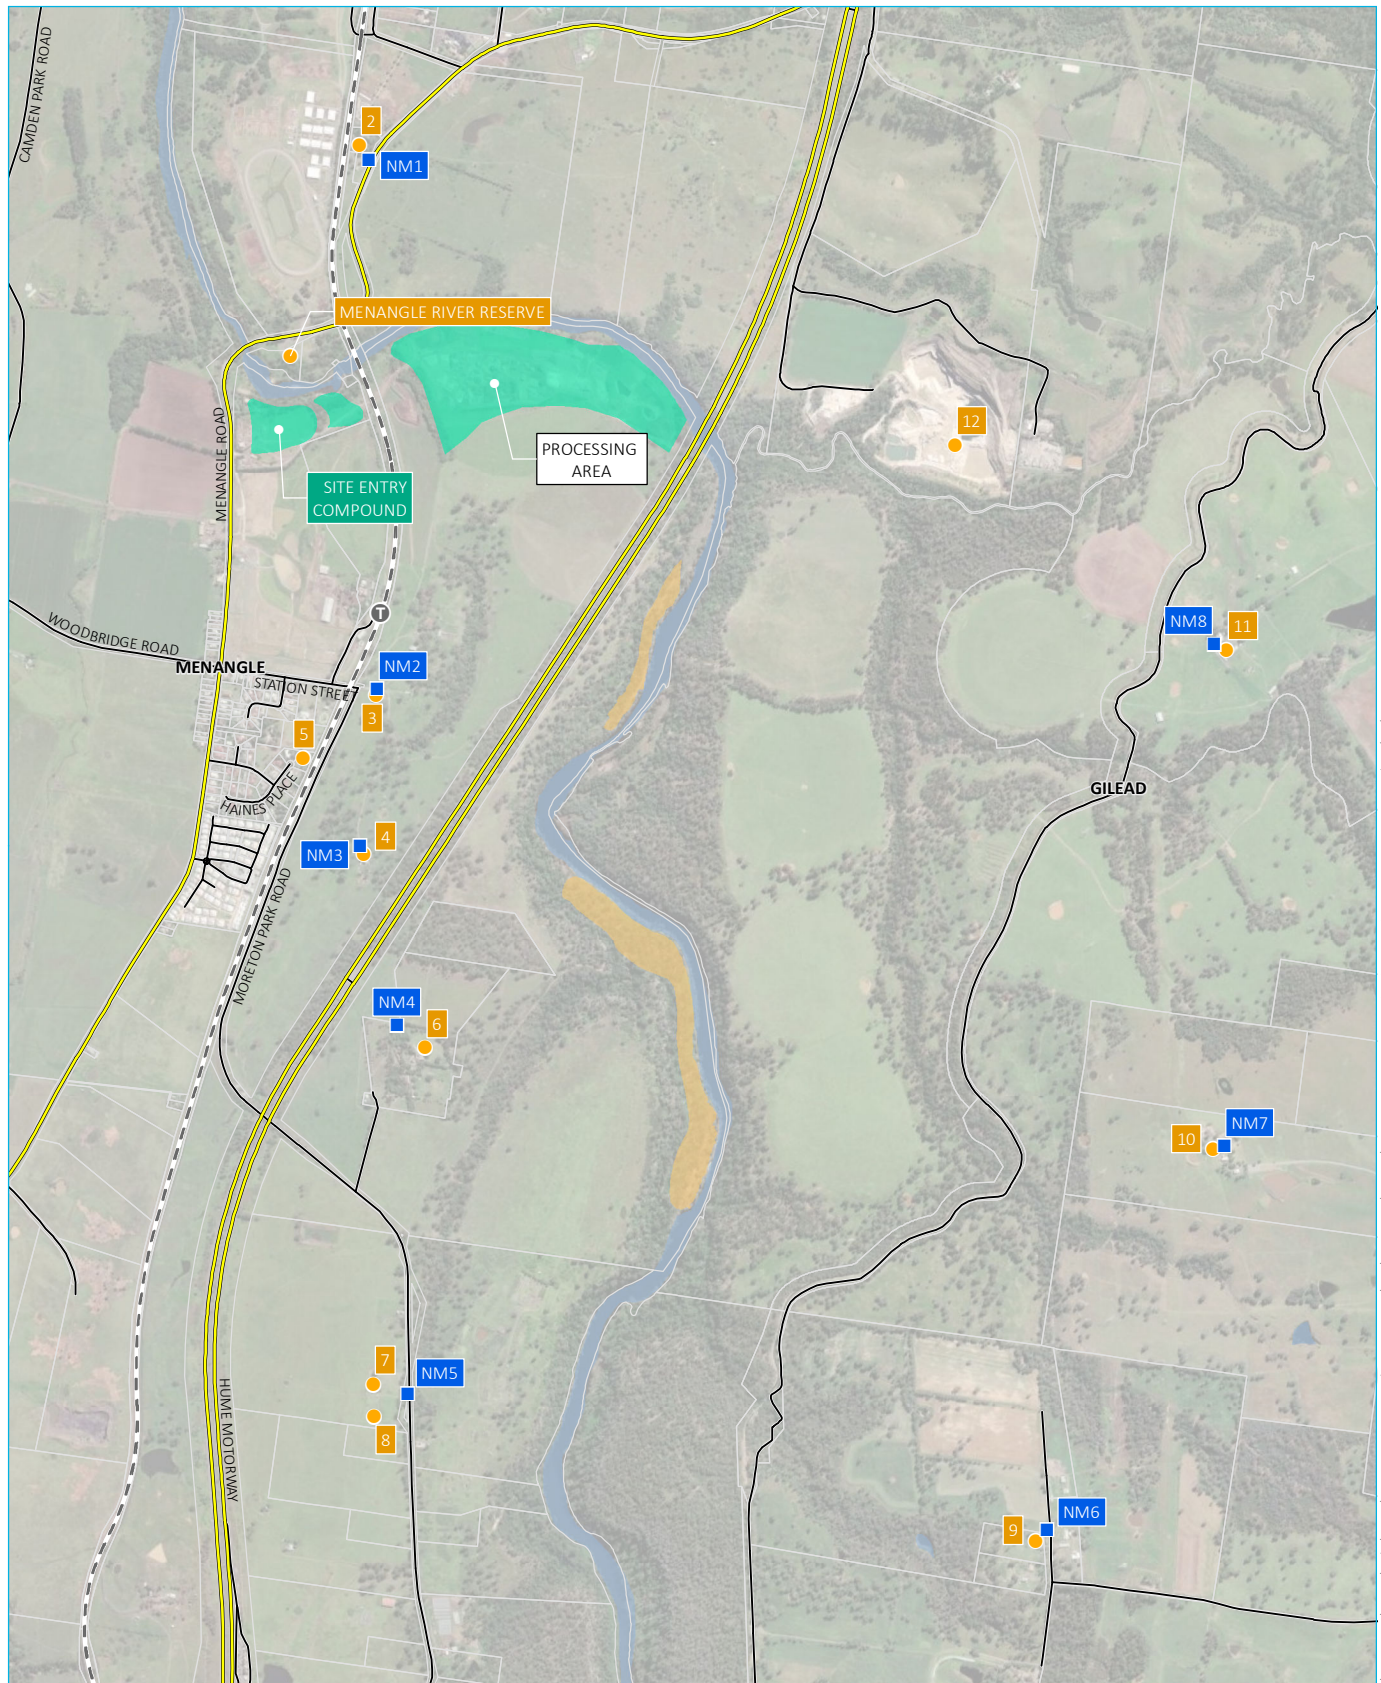 CAMDEN PARK ROAD
2
NM1
MENANGLE RIVER RESERVE
MENANGLE ROAD
12
PROCESSING
AREA
SITE ENTRY
COMPOUND
T
WOODBRIDGE ROAD
NM8
11
MENANGLE
NM2
STATION STREET
3
5
HAINES PLACE
GILEAD
4
NM3
MORETON PARK ROAD
NM4
6
NM7
10
7
NM5
8
HUME MOTORWAY
NM6
9